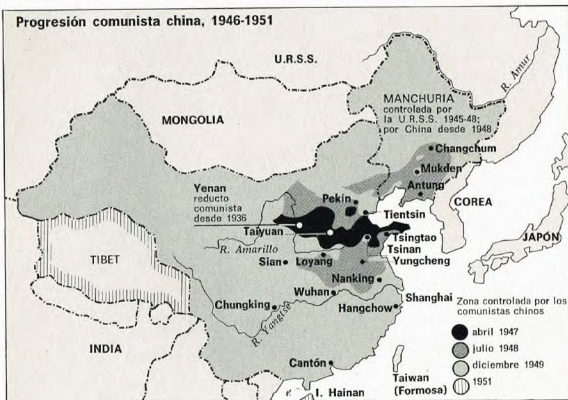 Progresión comunista china, 1946-1951
U.R.S.S.
R. Amur
MONGOLIA
MANCHURIA
controlada por
la U R.S.S. 1945-48;
por China desde 1948
Changchum
Mukden
Antung
Yenan
reducto
comunista
desde 1936
Pekin
Tientsin
COREA
Taiyuan
R. Amarillo
Tsingtao
Tsinan
Yungcheng
JAPÓN
TIBET
Sian
Loyang
Nanking
Wuhan
Chungking
R. Yangtse
Hangchow
Shanghai
Zona controlada por los
comunistas chinos
abril 1947
julio 1948
diciembre 1949
1951
INDIA
Cantón
Taiwan
(Formosa)
I. Hainan